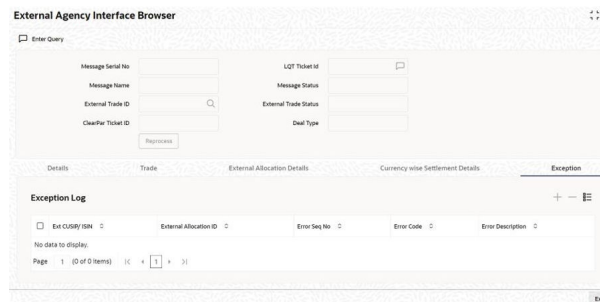 External Agency Interface Browser
Enter Query
Message Serial No
LQT Ticket Id
Message Name
Message Status
External Trade ID
External Trade Status
ClearPar Ticket ID
Deal Type
Reprocess
Details Trade External Allocation Details Currency wise Settlement Details Exception
Exception Log
Ext CUSIP/ ISIN External Allocation ID Error Seq No Error Code Error Description
No data to display.
Page 1 (0 of 0 items) 1